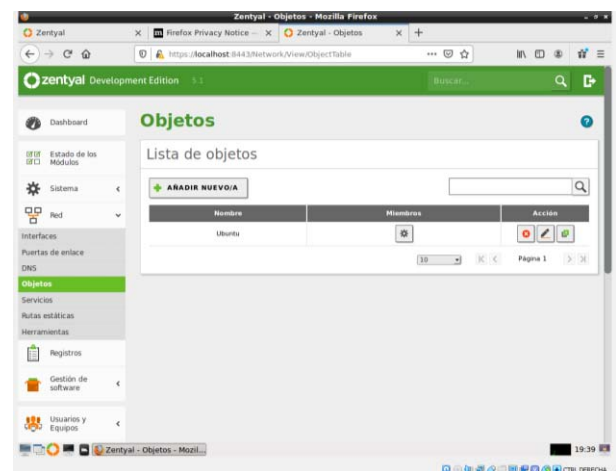 Zentyal - Objetos - Mozilla Firefox
Zentyal
Firefox Privacy Notice —
Zentyal - Objetos
https://localhost:8443/Network/View/ObjectTable
zentyal Development Edition 5.1
Buscar...
Dashboard
Estado de los
Módulos
Sistema
Red
Interfaces
Puertas de enlace
DNS
Objetos
Servicios
Rutas estáticas
Herramientas
Registros
Gestión de
software
Usuarios y
Equipos
Objetos
Lista de objetos
AÑADIR NUEVO/A
Nombre Miembros Acción
Ubuntu
10 Página 1
Zentyal - Objetos - Mozil...
19:39
CTRL DERECHA